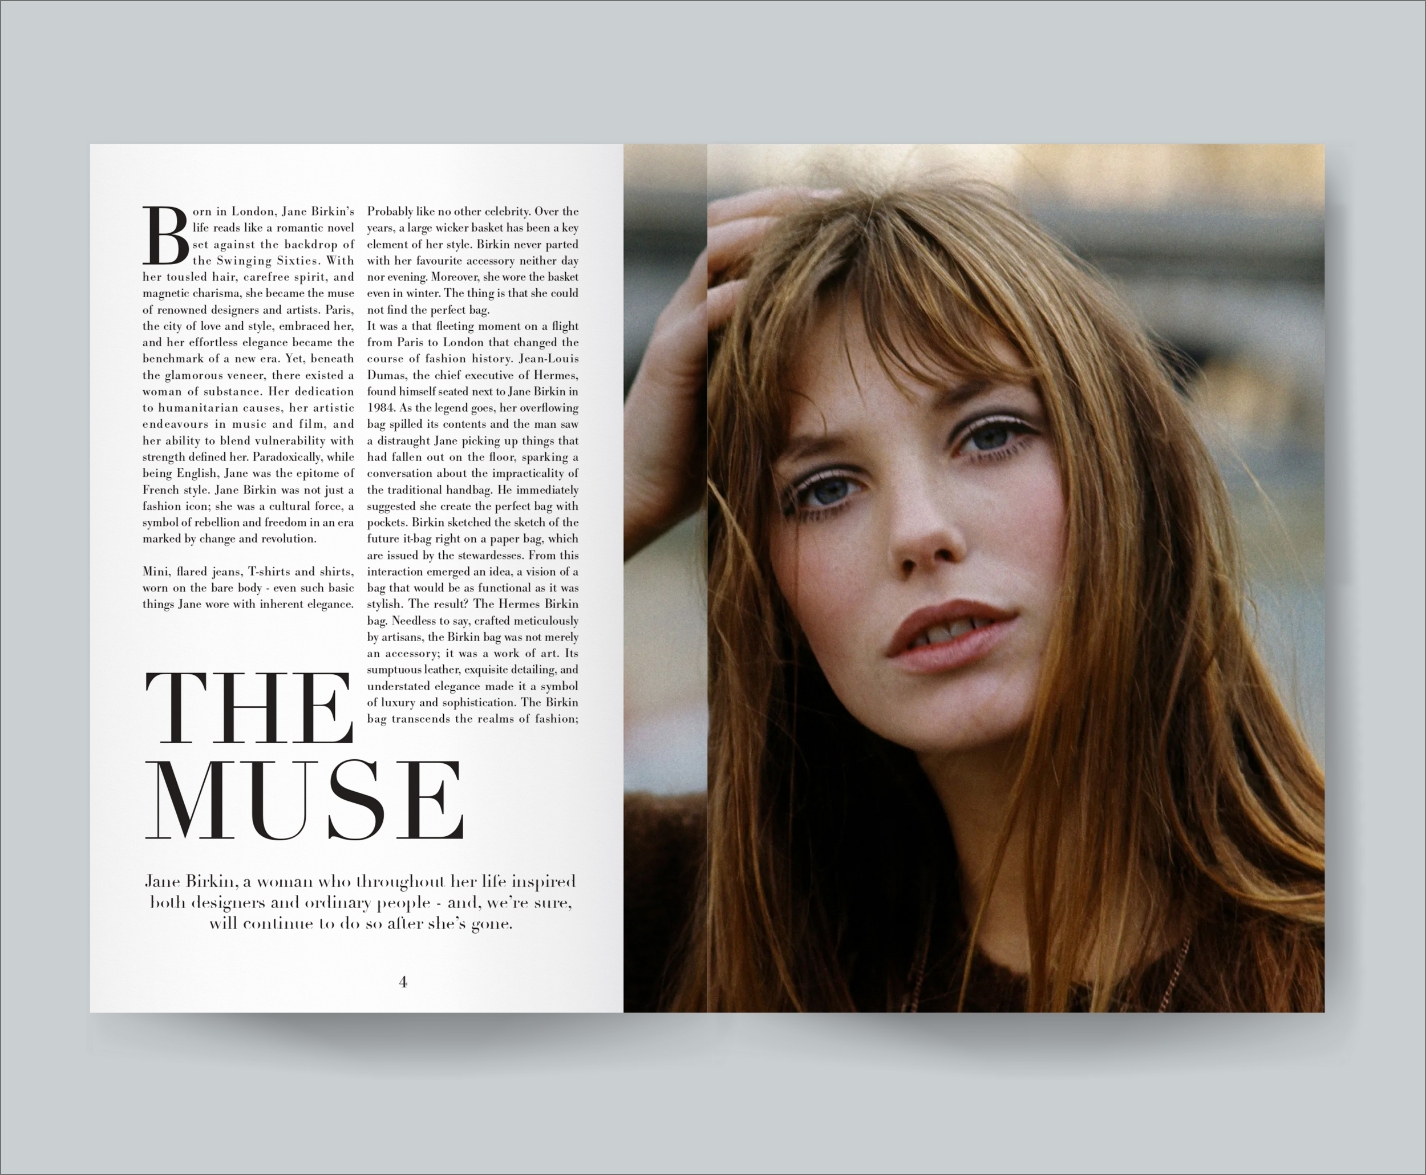 Born in London, Jane Birkin's
life reads like a romantic novel
set against the backdrop of
the Swinging Sixties. With
her tousled hair, carefree spirit, and
magnetic charisma, she became the muse
of renowned designers and artists. Paris,
the city of love and style, embraced her,
and her effortless elegance became the
benchmark of a new era. Yet, beneath
the glamorous veneer, there existed a
woman of substance. Her dedication
to humanitarian causes, her artistic
endeavours in music and film, and
her ability to blend vulnerability with
strength defined her. Paradoxically, while
being English, Jane was the epitome of
French style. Jane Birkin was not just a
fashion icon; she was a cultural force, a
symbol of rebellion and freedom in an era
marked by change and revolution.
Mini, flared jeans, T-shirts and shirts,
worn on the bare body - even such basic
things Jane wore with inherent elegance.
Probably like no other celebrity. Over the
years, a large wicker basket has been a key
element of her style. Birkin never parted
with her favourite accessory neither day
nor evening. Moreover, she wore the basket
even in winter. The thing is that she could
not find the perfect bag.
It was a that fleeting moment on a flight
from Paris to London that changed the
course of fashion history. Jean-Louis
Dumas, the chief executive of Hermes,
found himself seated next to Jane Birkin in
1984. As the legend goes, her overflowing
bag spilled its contents and the man saw
a distraught Jane picking up things that
had fallen out on the floor, sparking a
conversation about the impracticality of
the traditional handbag. He immediately
suggested she create the perfect bag with
pockets. Birkin sketched the sketch of the
future it-bag right on a paper bag, which
are issued by the stewardesses. From this
interaction emerged an idea, a vision of a
bag that would be as functional as it was
stylish. The result? The Hermes Birkin
bag. Needless to say, crafted meticulously
by artisans, the Birkin bag was not merely
an accessory; it was a work of art. Its
sumptuous leather, exquisite detailing, and
understated elegance made it a symbol
of luxury and sophistication. The Birkin
bag transcends the realms of fashion;
THE
MUSE
Jane Birkin, a woman who throughout her life inspired
both designers and ordinary people - and, we're sure,
will continue to do so after she's gone.
4